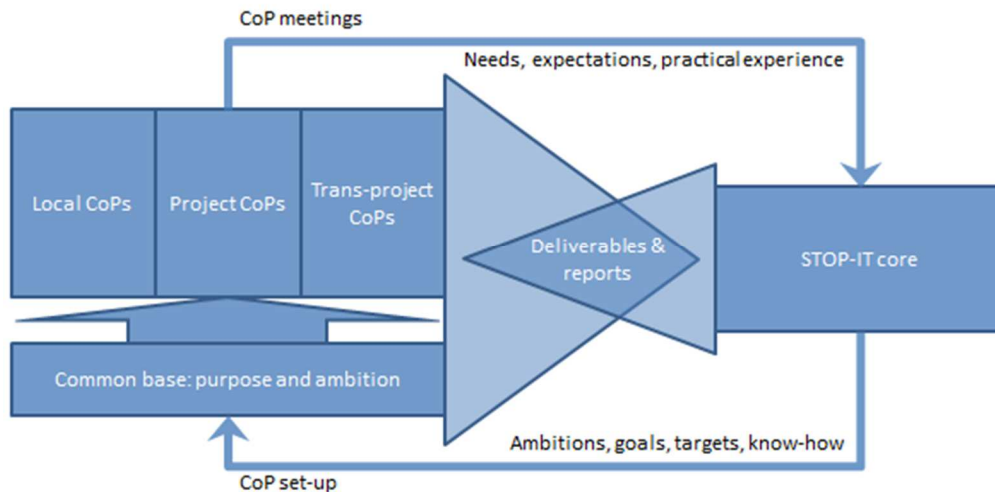 CoP meetings
Needs, expectations, practical experience
Local CoPs
Project CoPs
Trans-project
CoPs
Deliverables &
reports
STOP-IT core
Common base: purpose and ambition
Ambitions, goals, targets, know-how
CoP set-up